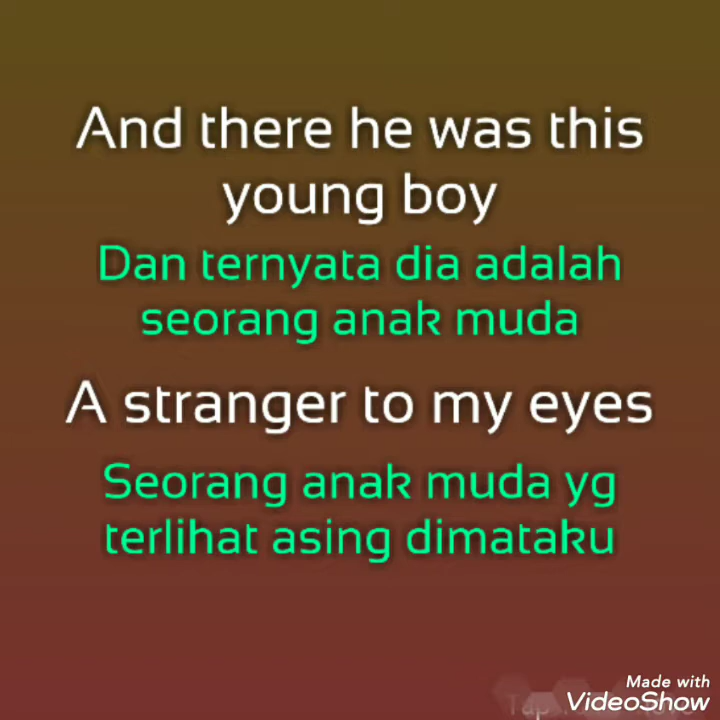 And there he was this
young boy
Dan ternyata dia adalah
seorang anak muda
A stranger to my eyes
Seorang anak muda yg
terlihat asing dimataku
Made with
VideoShow